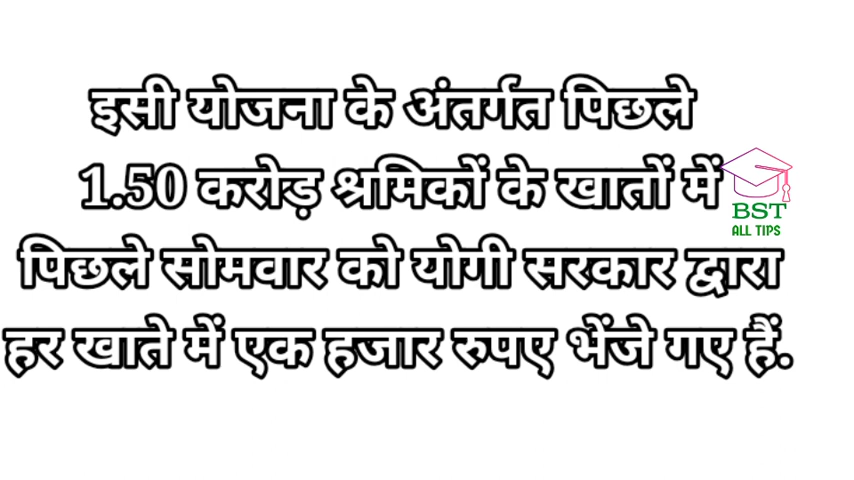 इसी योजना के अंतर्गत पिछले
1.50 करोड़ श्रमिकों के खातों में
BST
ALL TIPS
पिछले सोमवार को योगी सरकार द्वारा
हर खाते में एक हजार रुपए भेंजे गए हैं.